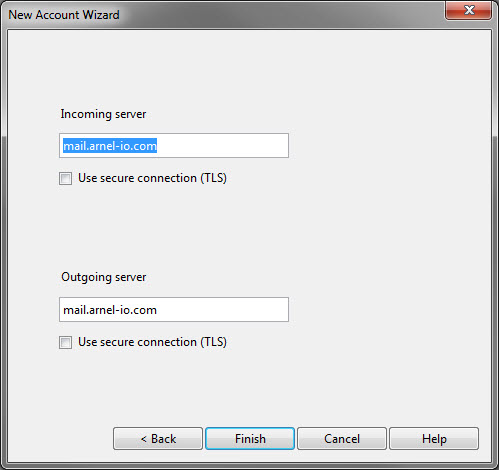 New Account Wizard
Incoming server
mail.arnel-io.com
Use secure connection (TLS)
Outgoing server
mail.arnel-io.com
Use secure connection (TLS)
< Back Finish Cancel Help